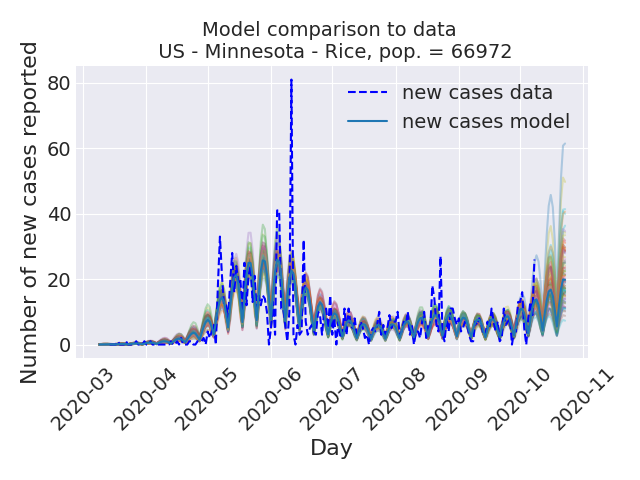 Model comparison to data
US - Minnesota - Rice, pop. = 66972
Number of new cases reported
80
60
40
20
0
new cases data
new cases model
2020-03
2020-04
2020-05
2020-06
2020-07
2020-08
2020-09
2020-10
2020-11
Day